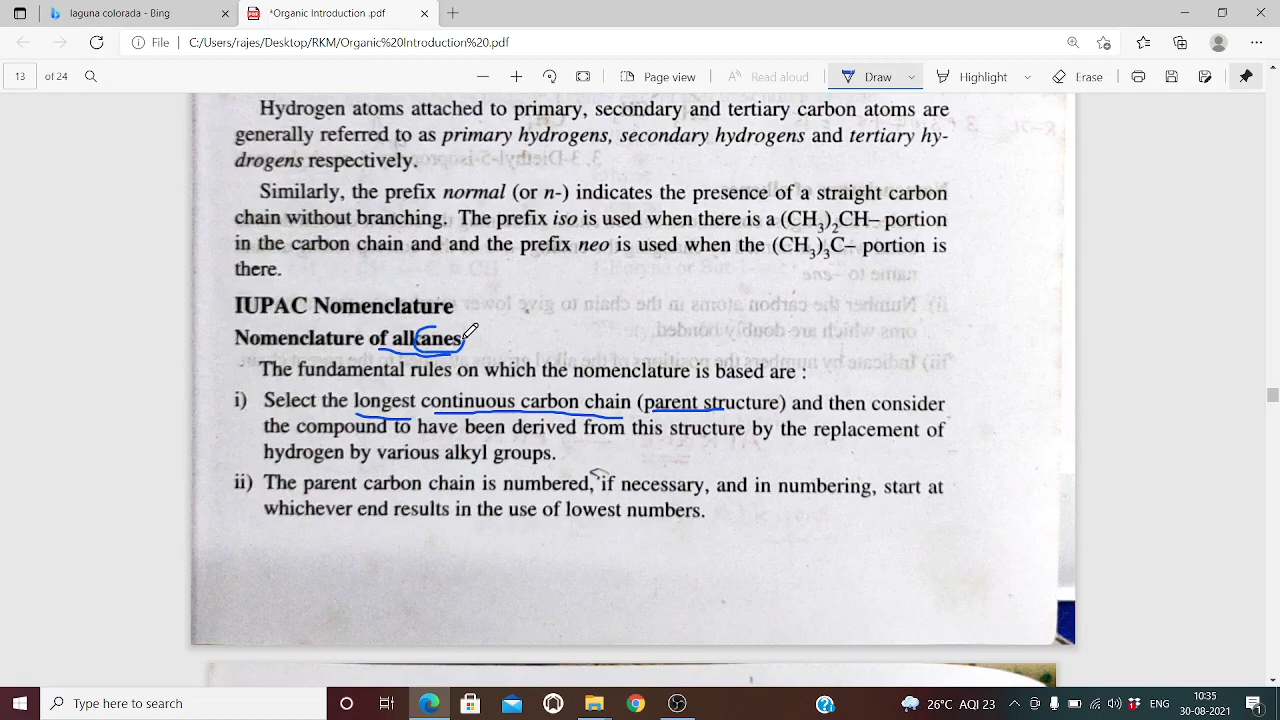 laguna colorada - Bing
*Organic Introduction .pdf
File
C:/Users/rajes/Desktop/RKM/Organic%20Introduction%20.pdf
13 of 24
Page view
Read aloud
Draw
Highlight
Erase
Hydrogen atoms attached to primary, secondary and tertiary carbon atoms are
generally referred to as primary hydrogens, secondary hydrogens and tertiary hy-
drogens respectively.
Similarly, the prefix normal (or n-) indicates the presence of a straight carbon
chain without branching. The prefix iso is used when there is a (CH₃)₂CH– portion
in the carbon chain and and the prefix neo is used when the (CH₃)₃C– portion is
there.
IUPAC Nomenclature
Nomenclature of alkanes
The fundamental rules on which the nomenclature is based are :
i) Select the longest continuous carbon chain (parent structure) and then consider
the compound to have been derived from this structure by the replacement of
hydrogen by various alkyl groups.
ii) The parent carbon chain is numbered, if necessary, and in numbering, start at
whichever end results in the use of lowest numbers.
Type here to search
26°C AQI 23
10:35
30-08-2021